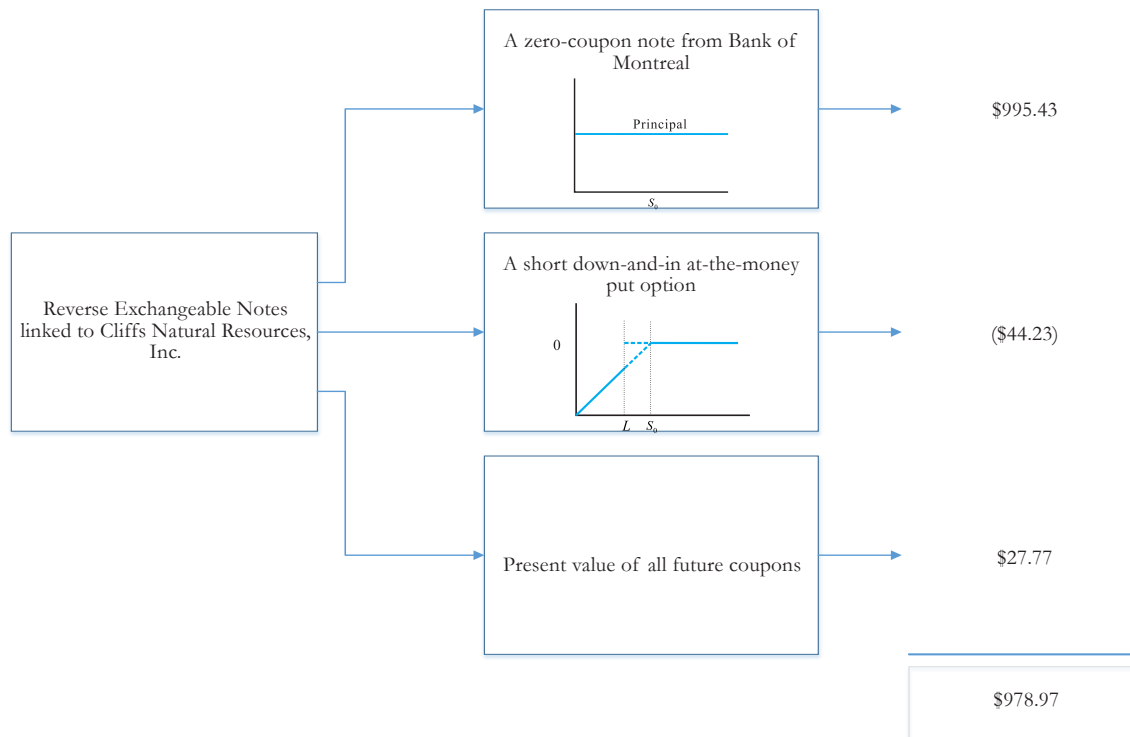 A zero-coupon note from Bank of
Montreal
Principal
S₀
$995.43
Reverse Exchangeable Notes
linked to Cliffs Natural Resources,
Inc.
A short down-and-in at-the-money
put option
0
L S₀
($44.23)
Present value of all future coupons
$27.77
$978.97